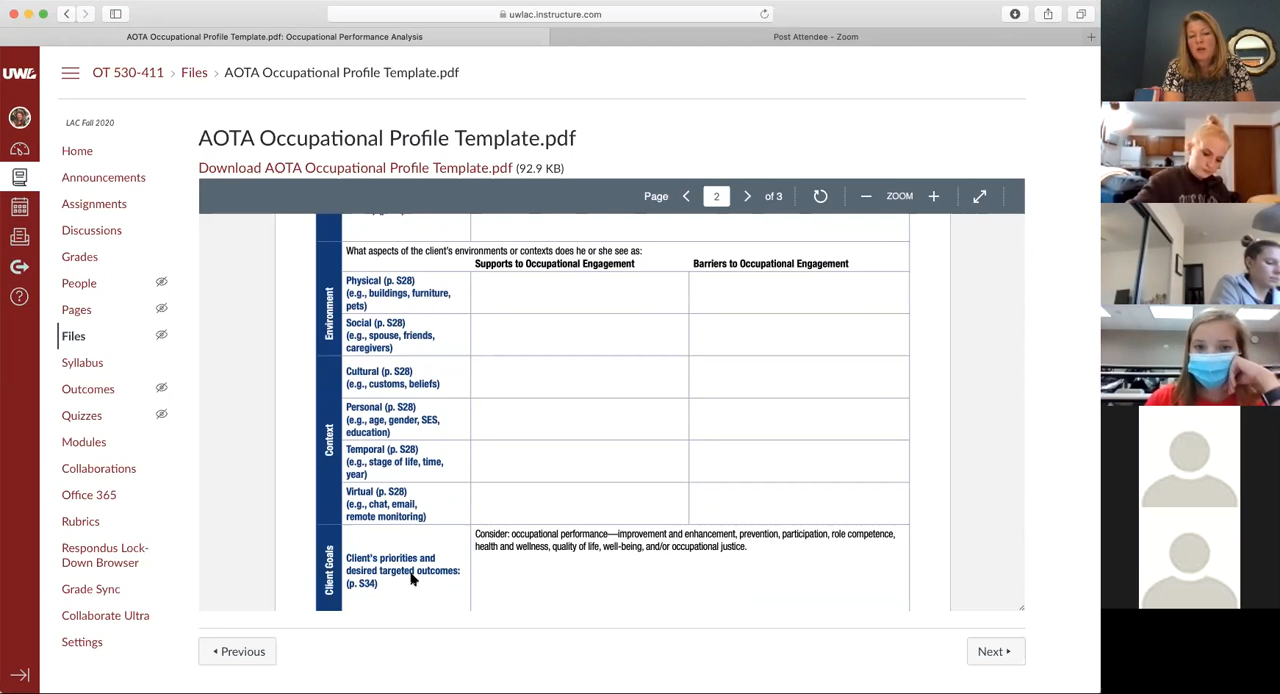 uwlac.instructure.com
AOTA Occupational Profile Template.pdf: Occupational Performance Analysis
Post Attendee - Zoom
UWL
OT 530-411 › Files › AOTA Occupational Profile Template.pdf
LAC Fall 2020
Home
Announcements
Assignments
Discussions
Grades
People
Pages
Files
Syllabus
Outcomes
Quizzes
Modules
Collaborations
Office 365
Rubrics
Respondus Lock-
Down Browser
Grade Sync
Collaborate Ultra
Settings
AOTA Occupational Profile Template.pdf
Download AOTA Occupational Profile Template.pdf (92.9 KB)
Page 2 of 3 ZOOM
What aspects of the client's environments or contexts does he or she see as:
Supports to Occupational Engagement Barriers to Occupational Engagement
Environment
Physical (p. S28)
(e.g., buildings, furniture,
pets)
Social (p. S28)
(e.g., spouse, friends,
caregivers)
Context
Cultural (p. S28)
(e.g., customs, beliefs)
Personal (p. S28)
(e.g., age, gender, SES,
education)
Temporal (p. S28)
(e.g., stage of life, time,
year)
Virtual (p. S28)
(e.g., chat, email,
remote monitoring)
Client Goals
Client's priorities and
desired targeted outcomes:
(p. S34)
Consider: occupational performance—improvement and enhancement, prevention, participation, role competence,
health and wellness, quality of life, well-being, and/or occupational justice.
Previous
Next